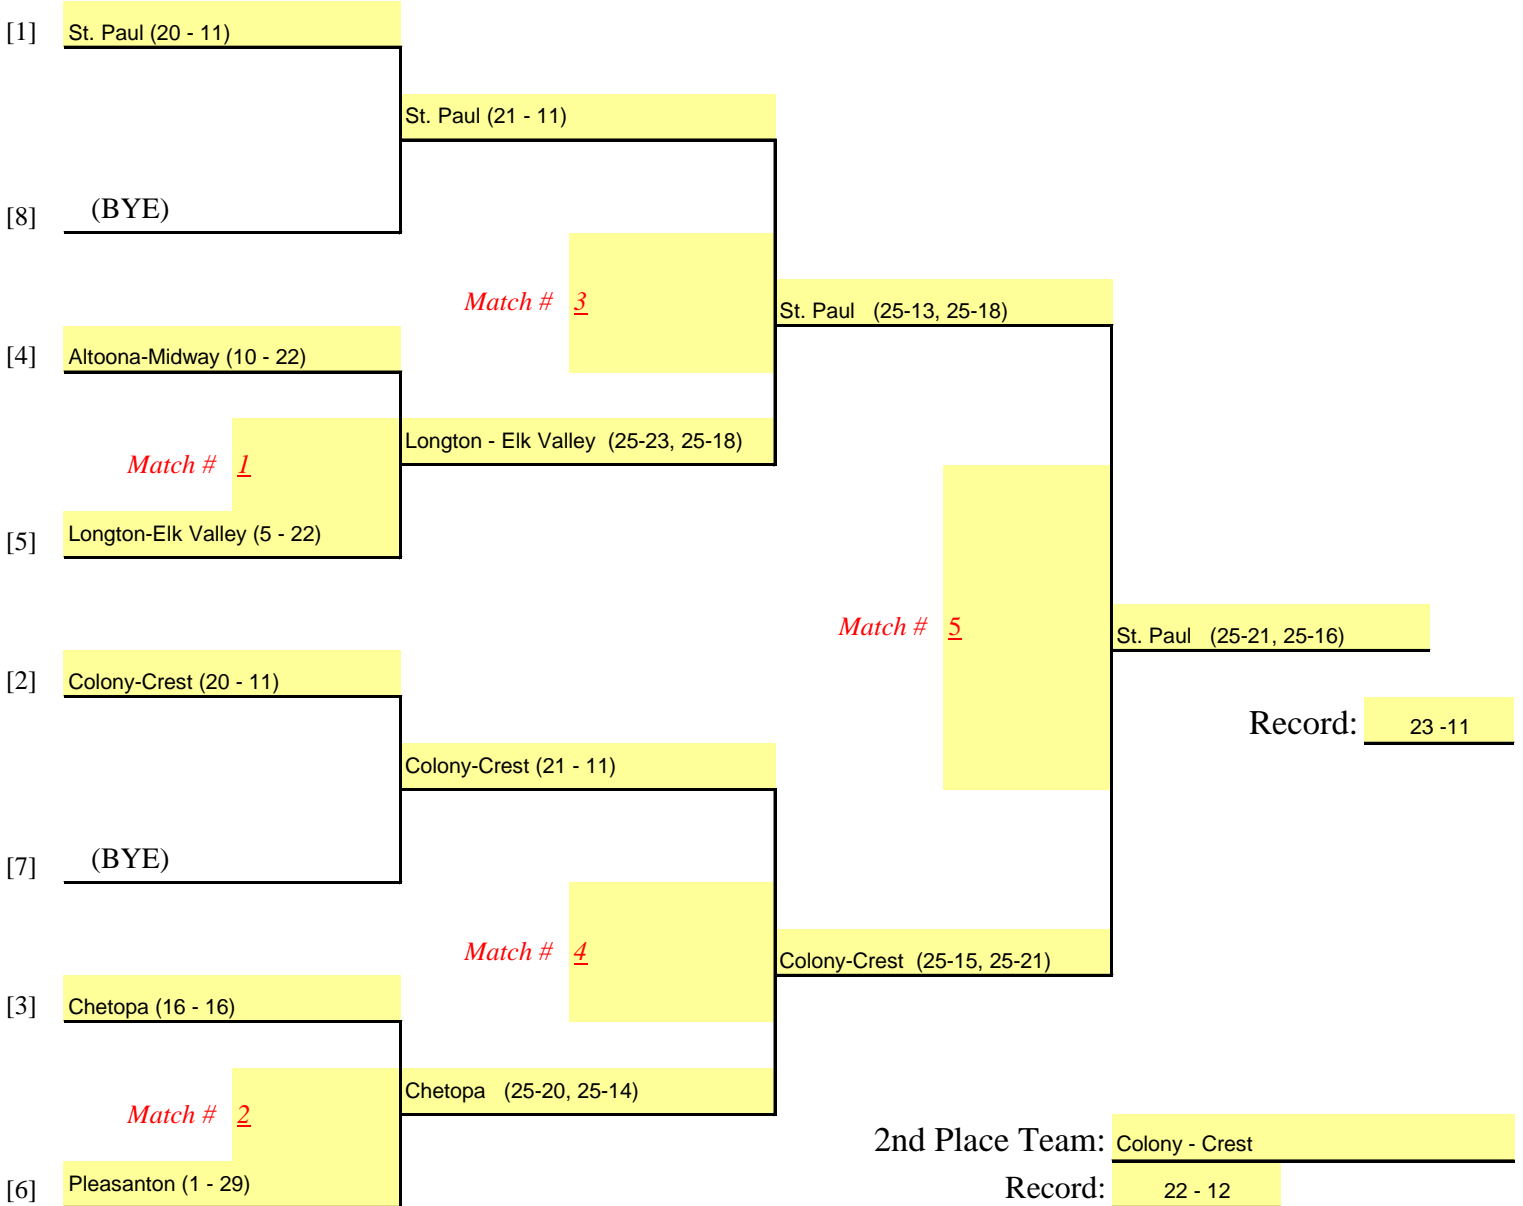 [1] St. Paul (20 - 11)
St. Paul (21 - 11)
[8] (BYE)
Match # 3
St. Paul (25-13, 25-18)
[4] Altoona-Midway (10 - 22)
Longton - Elk Valley (25-23, 25-18)
Match # 1
[5] Longton-Elk Valley (5 - 22)
Match # 5
St. Paul (25-21, 25-16)
[2] Colony-Crest (20 - 11)
Record: 23 -11
Colony-Crest (21 - 11)
[7] (BYE)
Match # 4
Colony-Crest (25-15, 25-21)
[3] Chetopa (16 - 16)
Chetopa (25-20, 25-14)
Match # 2
2nd Place Team: Colony - Crest
[6] Pleasanton (1 - 29)
Record: 22 - 12